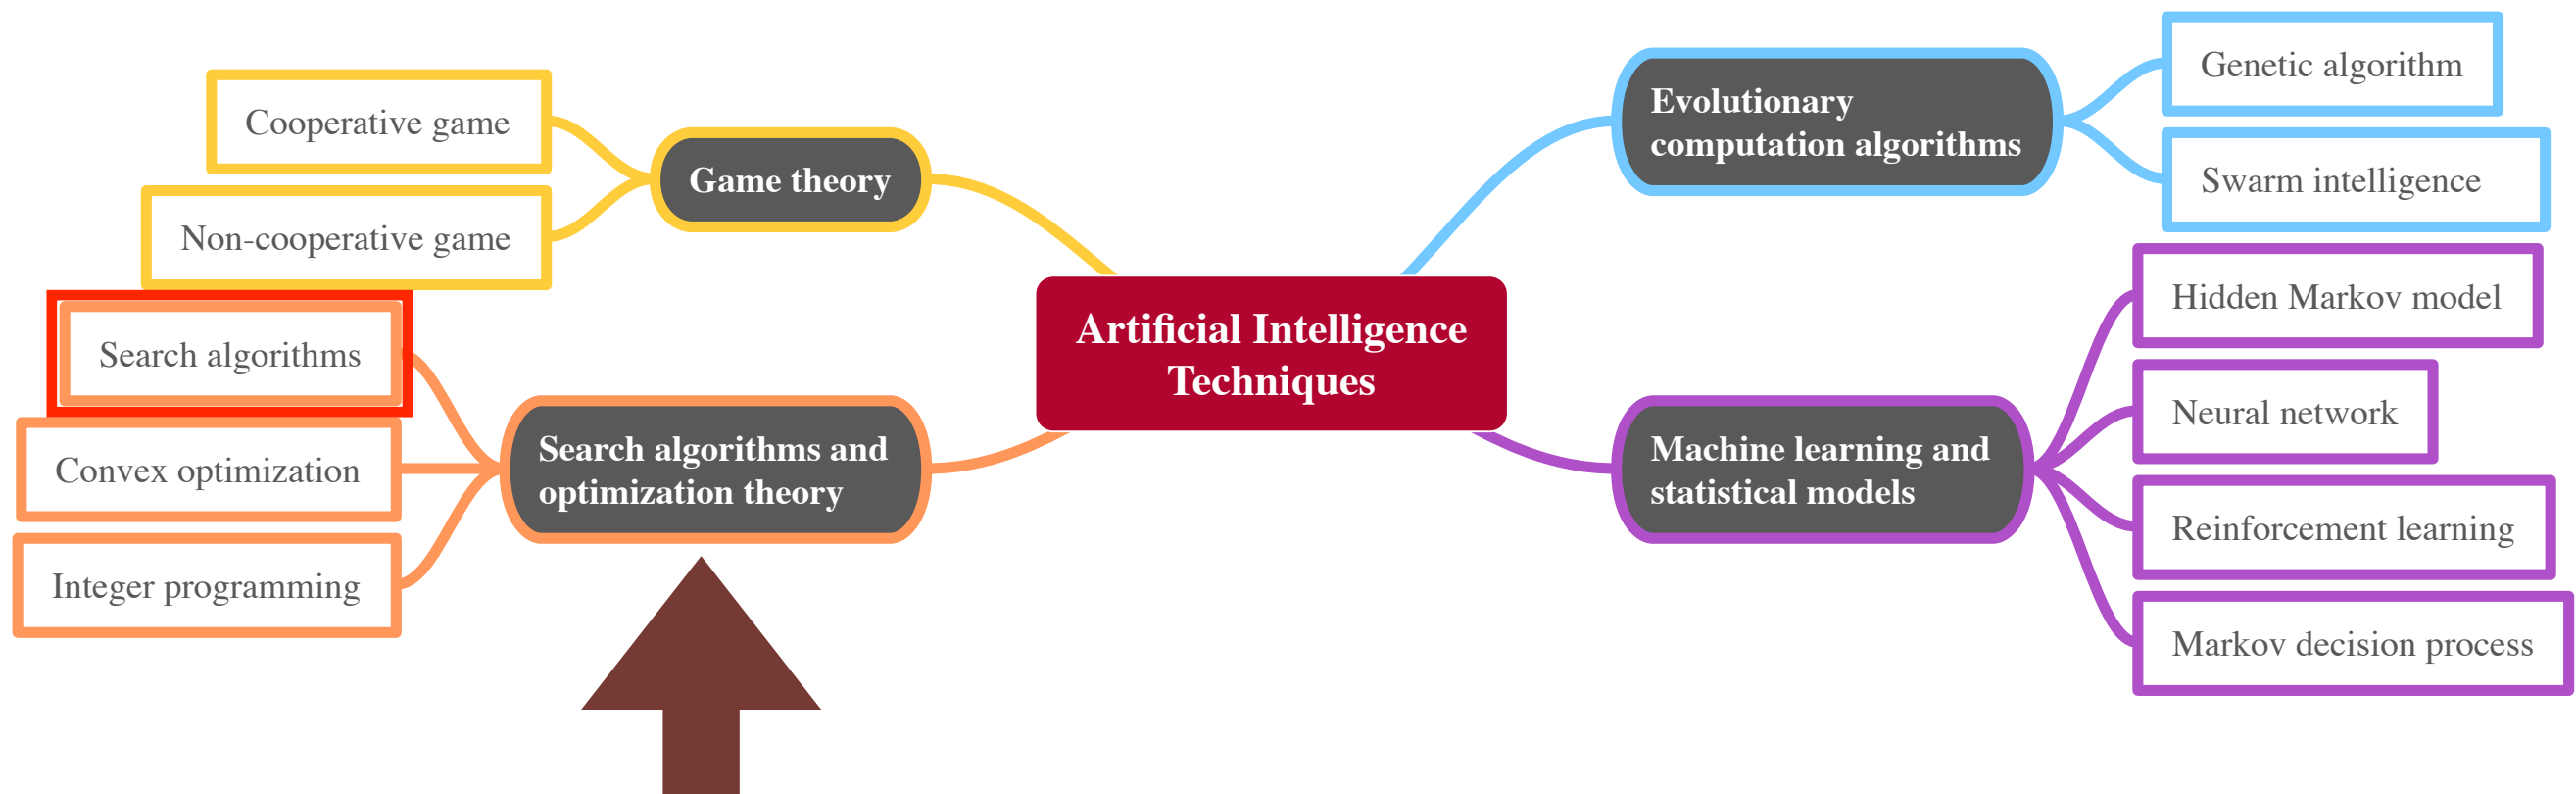 Cooperative game
Non-cooperative game
Game theory
Search algorithms
Convex optimization
Integer programming
Search algorithms and
optimization theory
Artificial Intelligence
Techniques
Evolutionary
computation algorithms
Genetic algorithm
Swarm intelligence
Machine learning and
statistical models
Hidden Markov model
Neural network
Reinforcement learning
Markov decision process